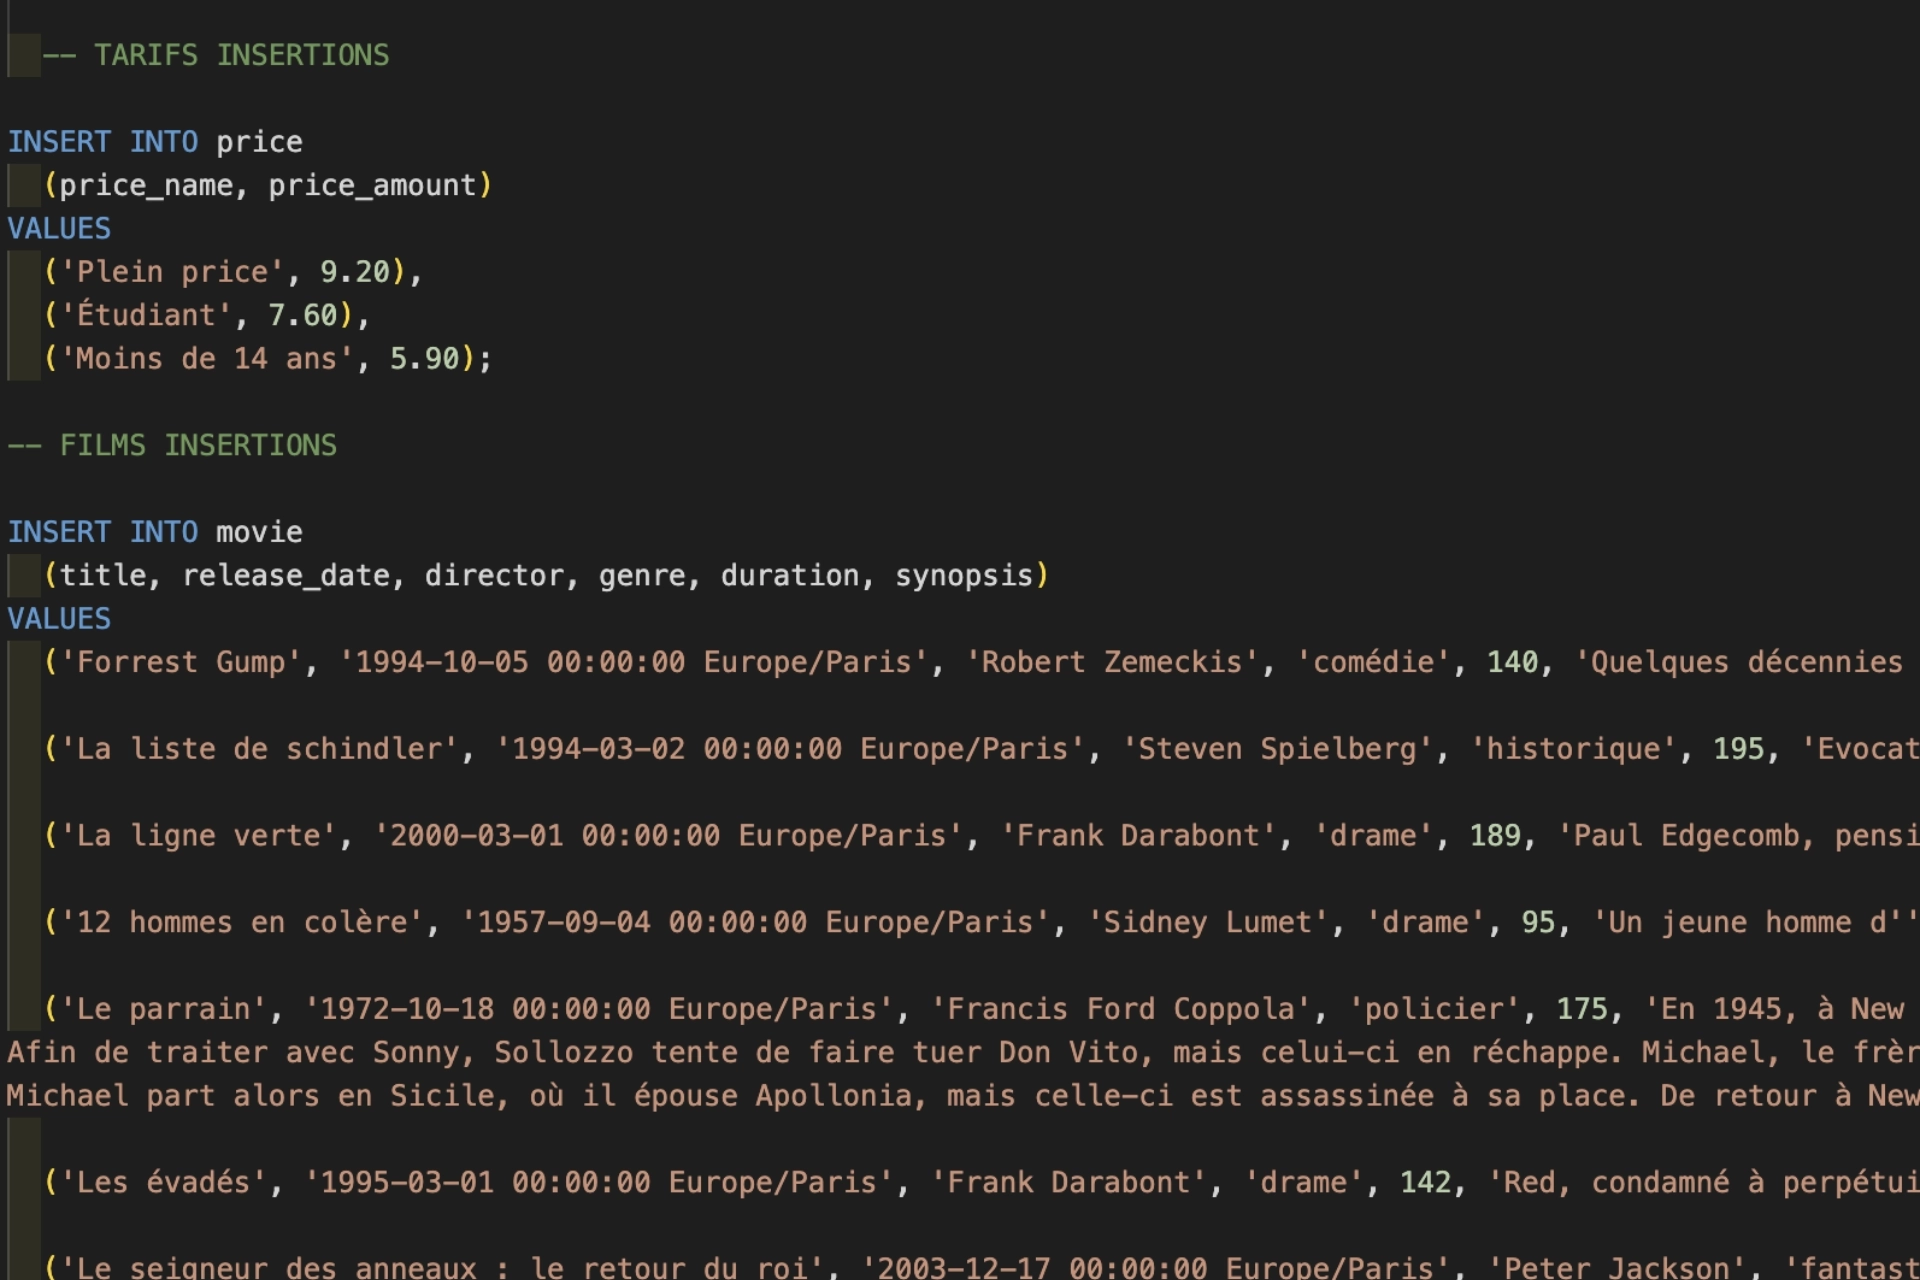 -- TARIFS INSERTIONS
INSERT INTO price
(price_name, price_amount)
VALUES
('Plein price', 9.20),
('Étudiant', 7.60),
('Moins de 14 ans', 5.90);
-- FILMS INSERTIONS
INSERT INTO movie
(title, release_date, director, genre, duration, synopsis)
VALUES
('Forrest Gump', '1994-10-05 00:00:00 Europe/Paris', 'Robert Zemeckis', 'comédie', 140, 'Quelques décennies
('La liste de schindler', '1994-03-02 00:00:00 Europe/Paris', 'Steven Spielberg', 'historique', 195, 'Evocat
('La ligne verte', '2000-03-01 00:00:00 Europe/Paris', 'Frank Darabont', 'drame', 189, 'Paul Edgecomb, pensi
('12 hommes en colère', '1957-09-04 00:00:00 Europe/Paris', 'Sidney Lumet', 'drame', 95, 'Un jeune homme d''
('Le parrain', '1972-10-18 00:00:00 Europe/Paris', 'Francis Ford Coppola', 'policier', 175, 'En 1945, à New
Afin de traiter avec Sonny, Sollozzo tente de faire tuer Don Vito, mais celui-ci en réchappe. Michael, le frèr
Michael part alors en Sicile, où il épouse Apollonia, mais celle-ci est assassinée à sa place. De retour à New
('Les évadés', '1995-03-01 00:00:00 Europe/Paris', 'Frank Darabont', 'drame', 142, 'Red, condamné à perpétui
('Le seigneur des anneaux : le retour du roi', '2003-12-17 00:00:00 Europe/Paris', 'Peter Jackson', 'fantast